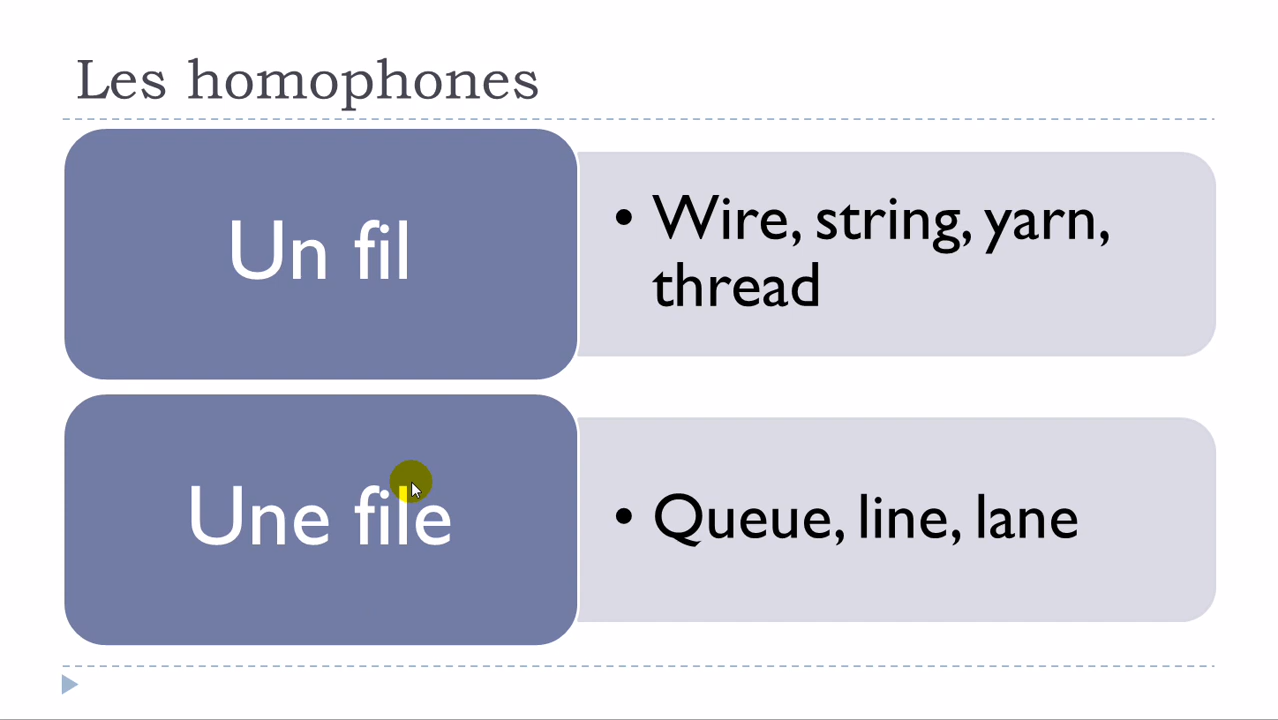 Les homophones
Un fil
• Wire, string, yarn,
thread
Une file
• Queue, line, lane